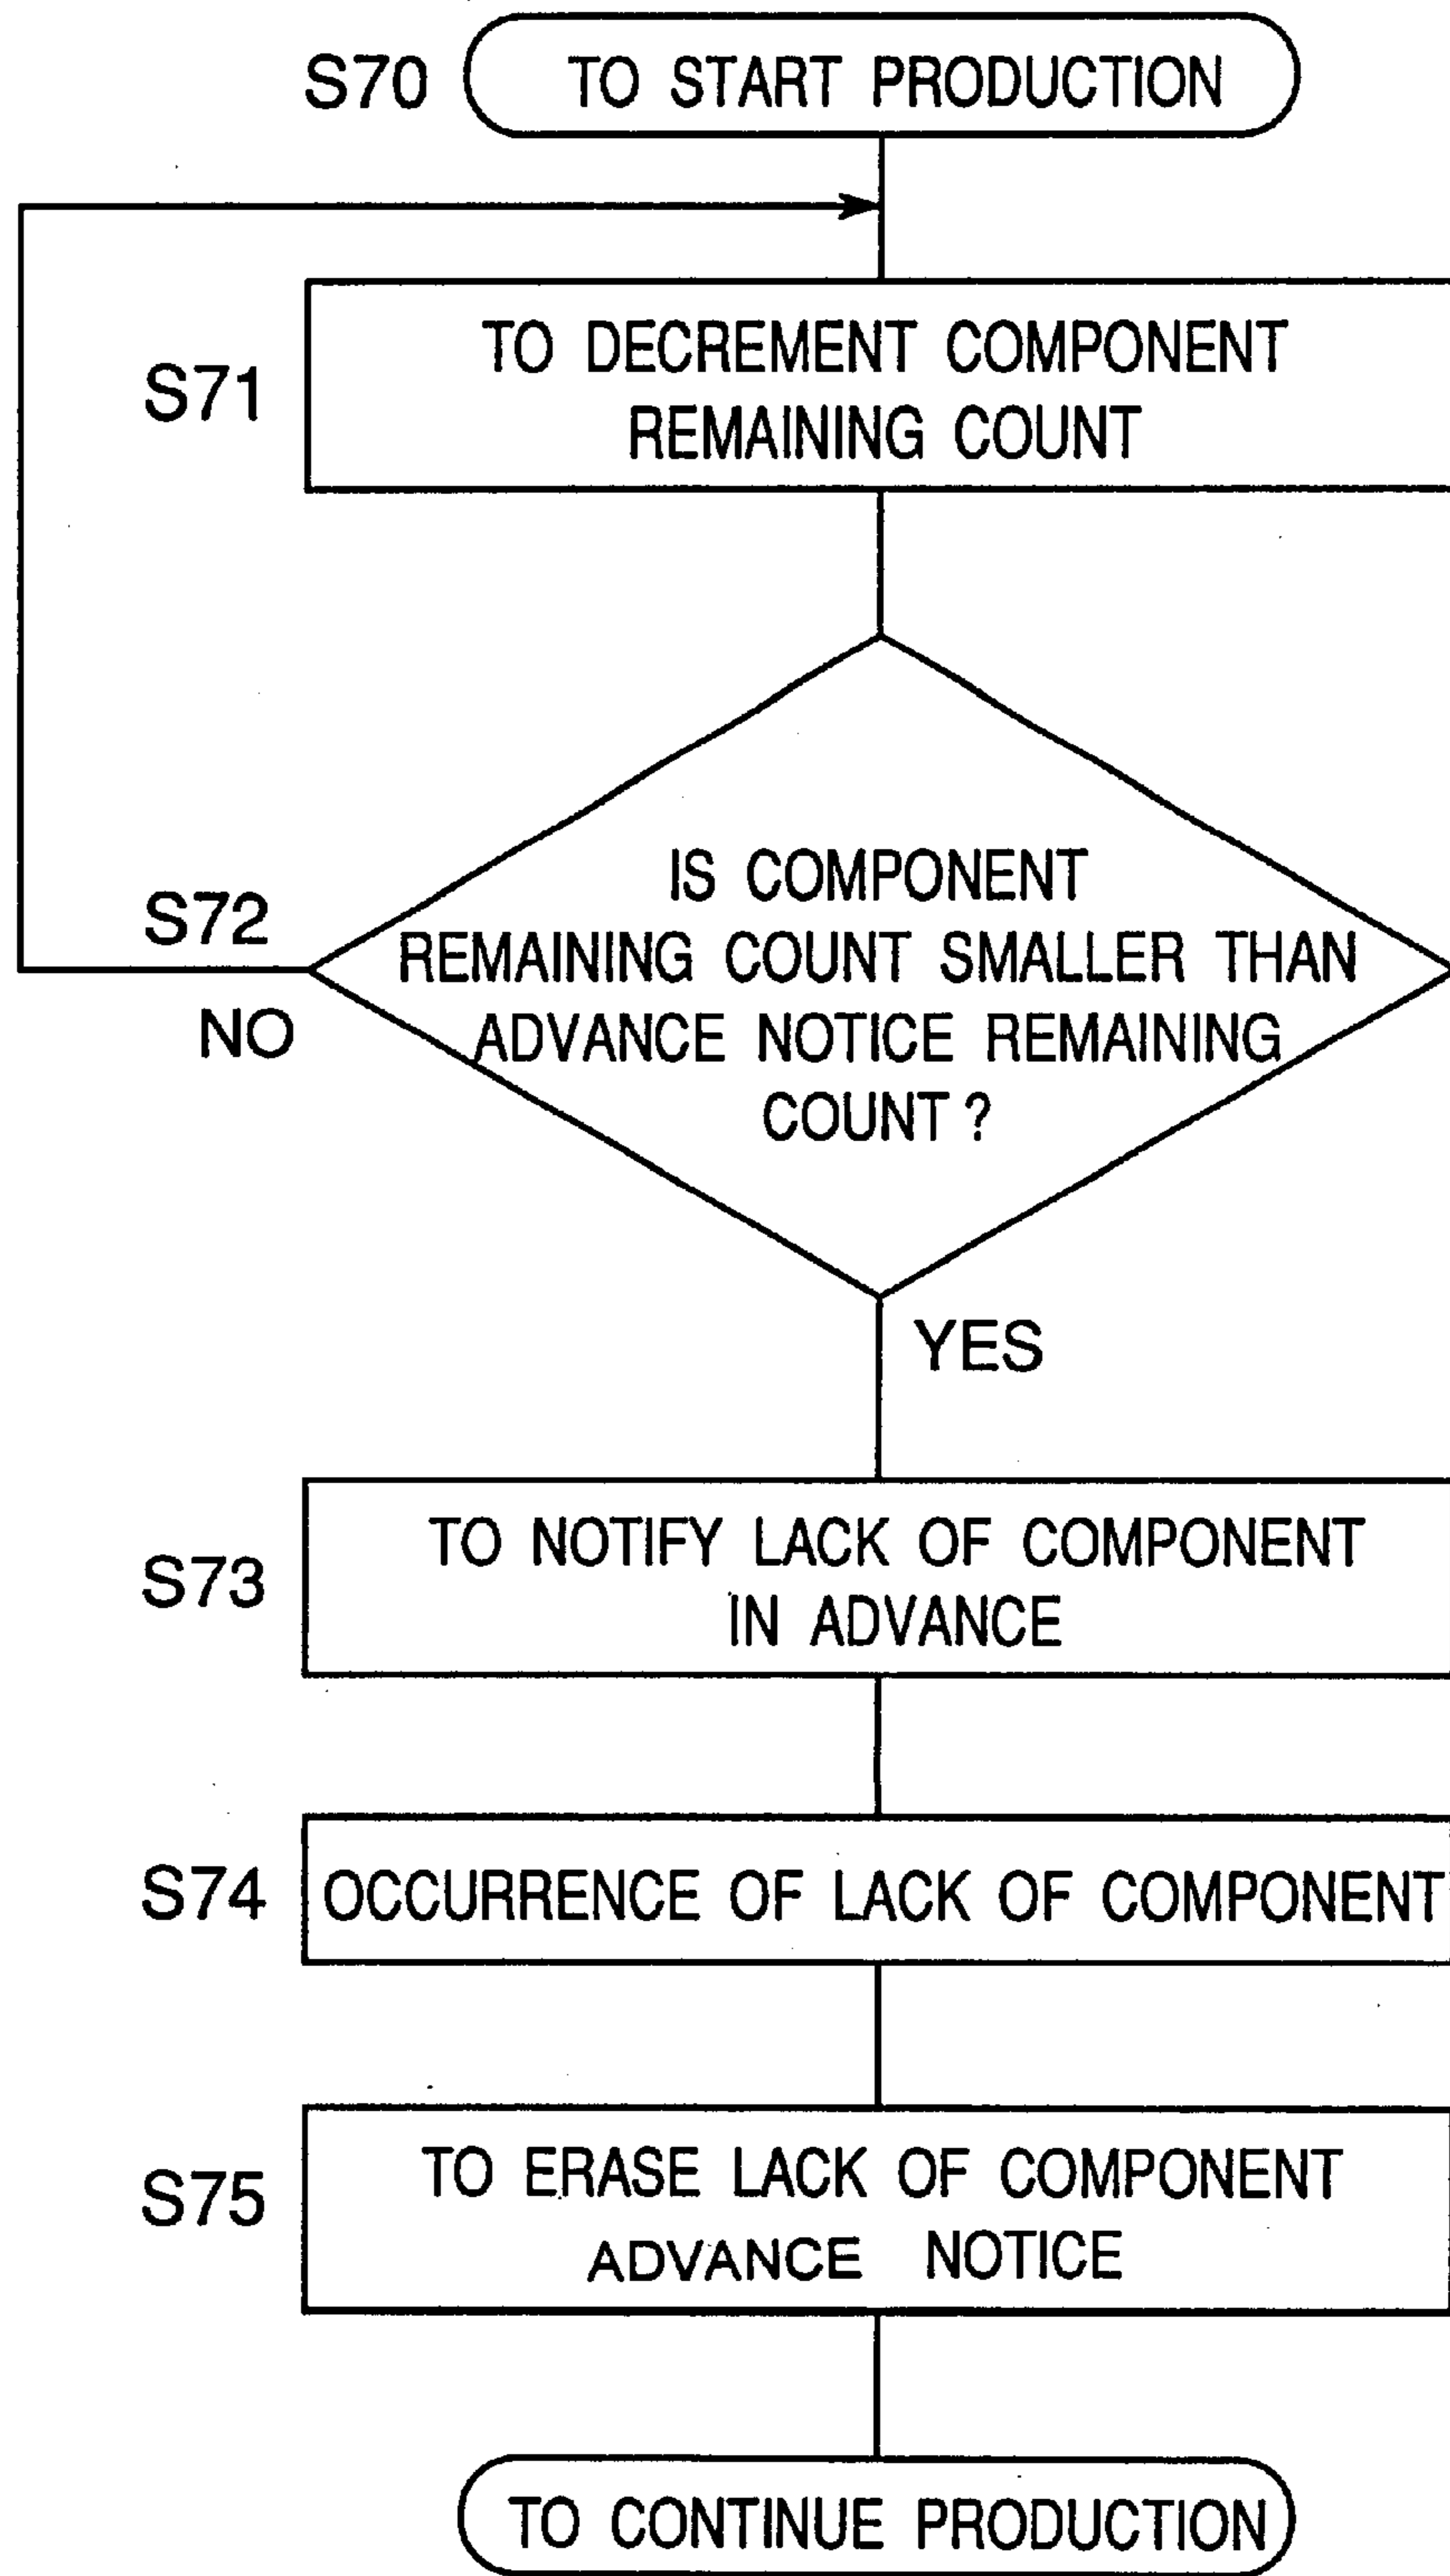 S70
TO START PRODUCTION
S71
TO DECREMENT COMPONENT
REMAINING COUNT
S72
IS COMPONENT
REMAINING COUNT SMALLER THAN
ADVANCE NOTICE REMAINING
COUNT ?
NO
YES
S73
TO NOTIFY LACK OF COMPONENT
IN ADVANCE
S74
OCCURRENCE OF LACK OF COMPONENT
S75
TO ERASE LACK OF COMPONENT
ADVANCE NOTICE
TO CONTINUE PRODUCTION